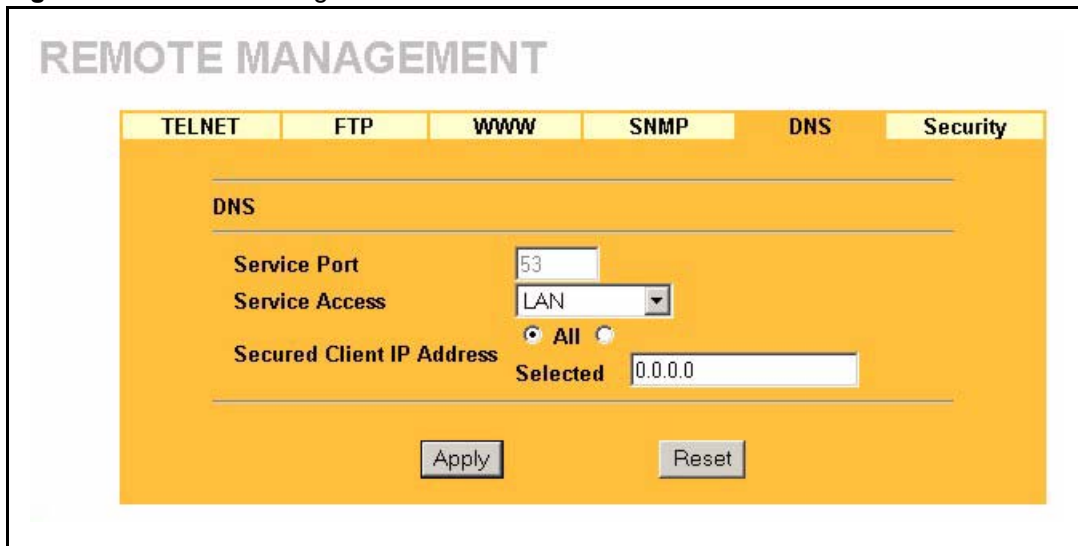 REMOTE MANAGEMENT
TELNET FTP WWW SNMP DNS Security
DNS
Service Port 53
Service Access LAN
Secured Client IP Address All
Selected 0.0.0.0
Apply Reset